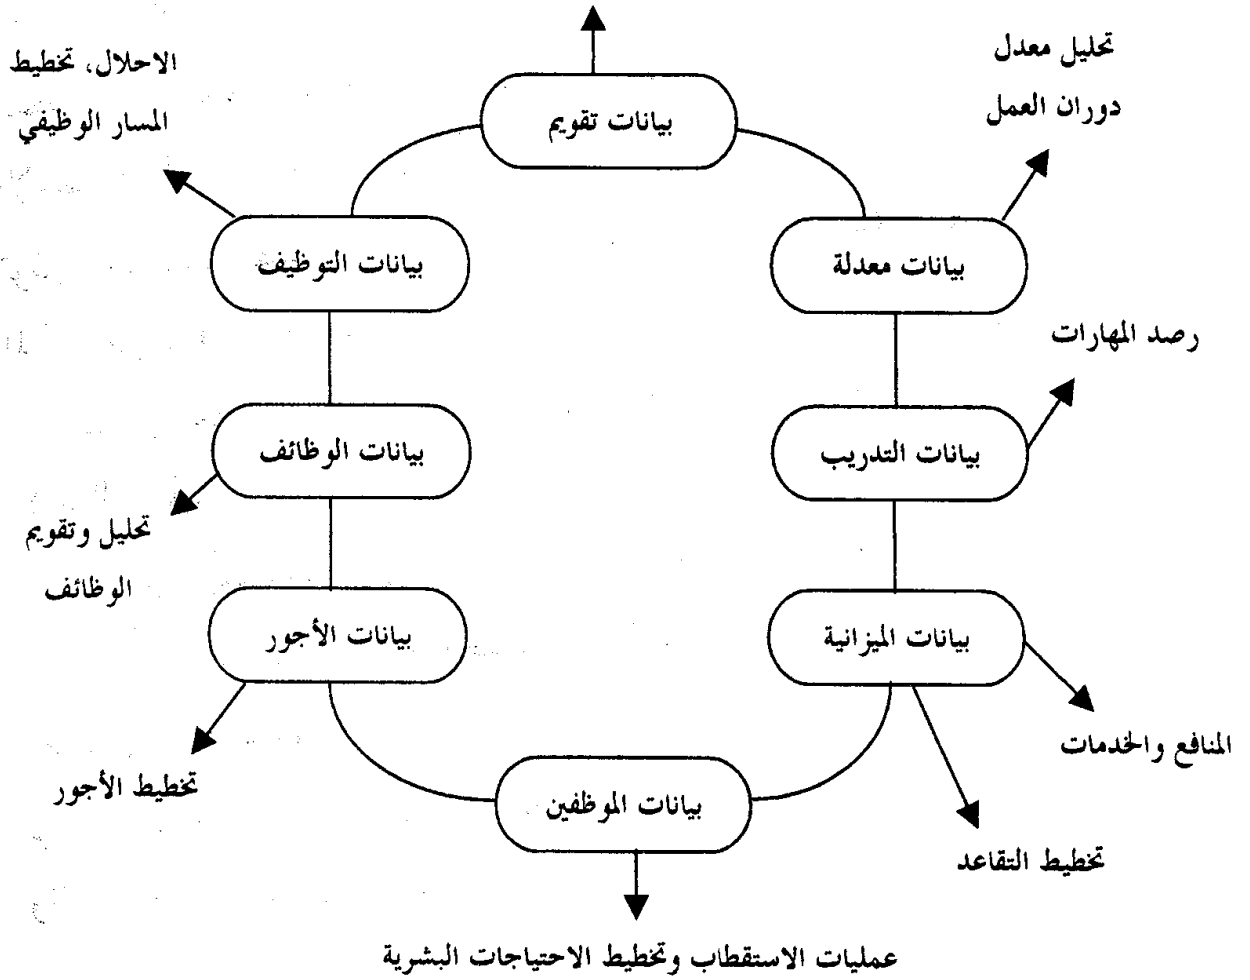 تحليل معدل
دوران العمل
الاحلال، تخطيط
المسار الوظيفي
بيانات تقويم
بيانات معدلة
بيانات التوظيف
رصد المهارات
بيانات التدريب
بيانات الوظائف
تحليل وتقويم
الوظائف
بيانات الميزانية
بيانات الأجور
المنافع والخدمات
تخطيط الأجور
بيانات الموظفين
تخطيط التقاعد
عمليات الاستقطاب وتخطيط الاحتياجات البشرية